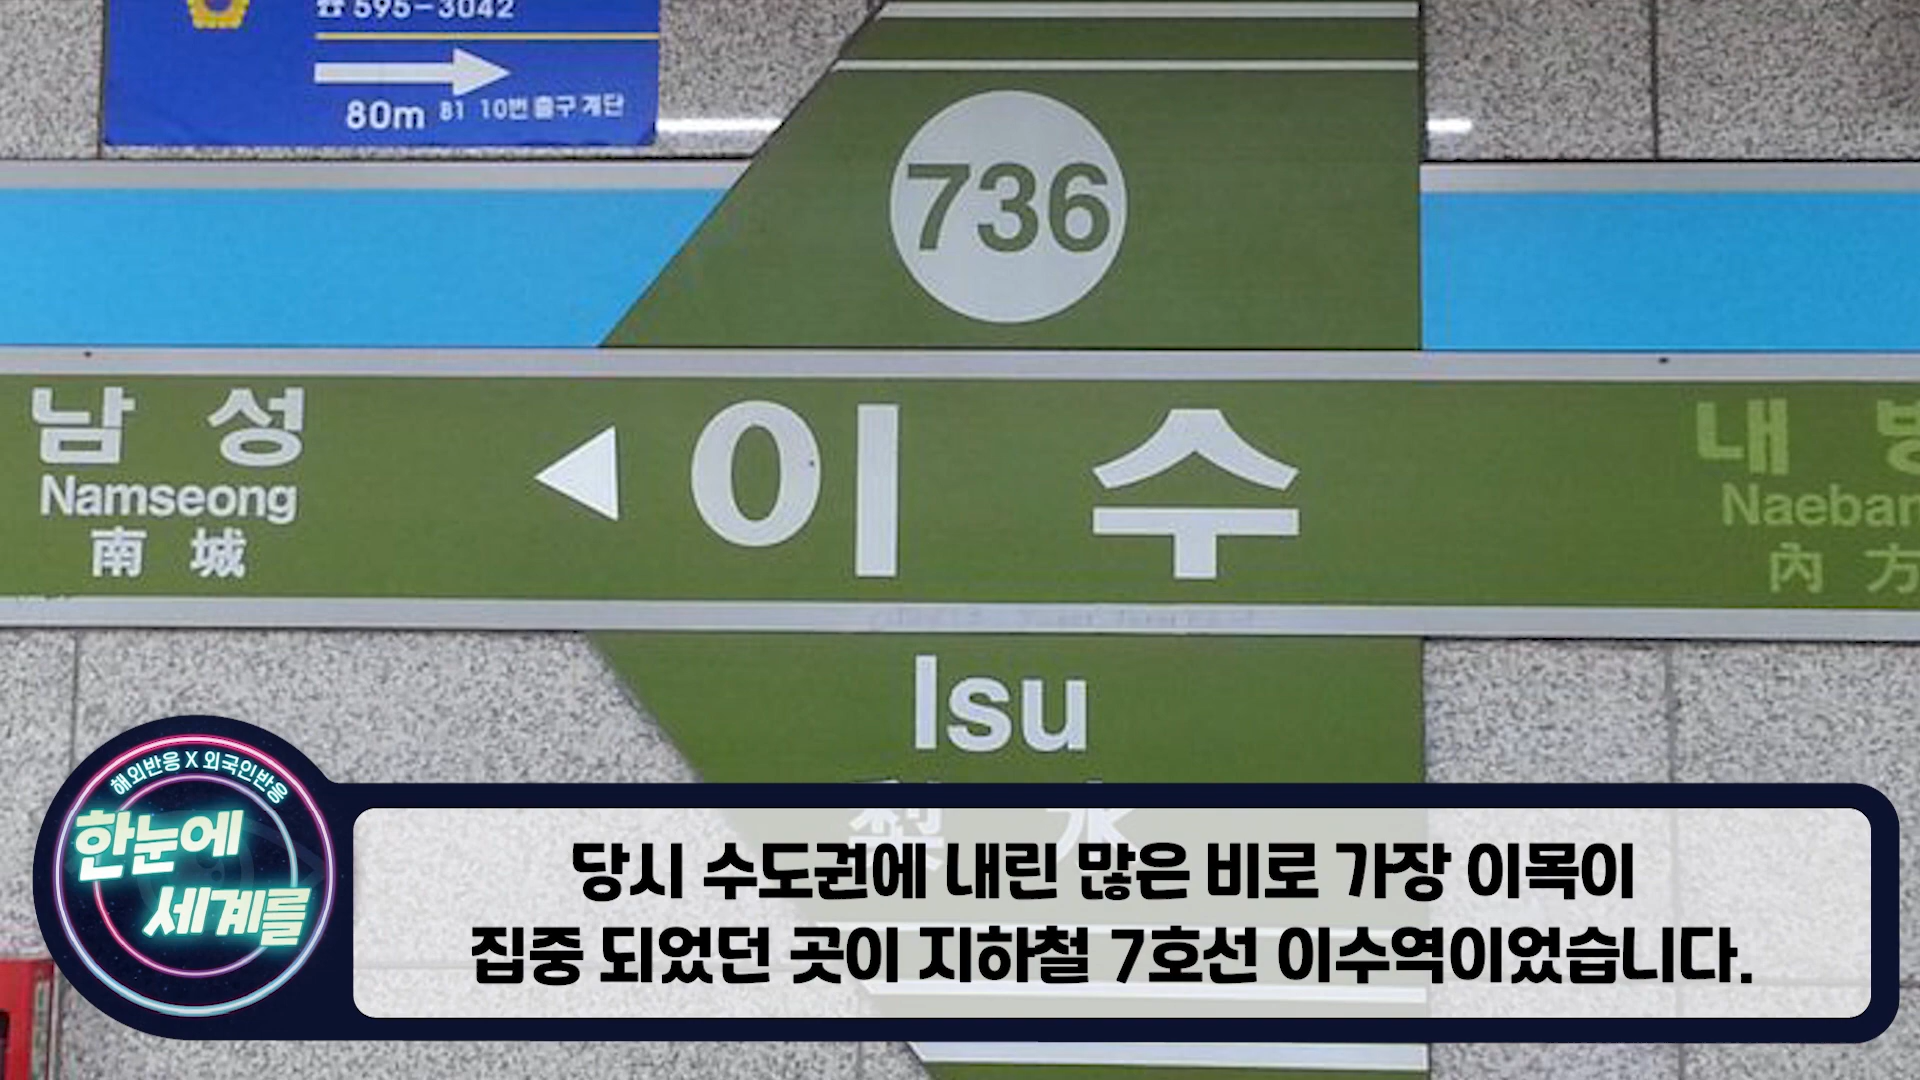 ☎ 595-3042
80m B1 10번 출구 계단
736
남성
Namseong
南城
이수
내
Naeban
內方
Isu
水
해외반응 X 외국인반응
한눈에
세계를
당시 수도권에 내린 많은 비로 가장 이목이
집중 되었던 곳이 지하철 7호선 이수역이었습니다.